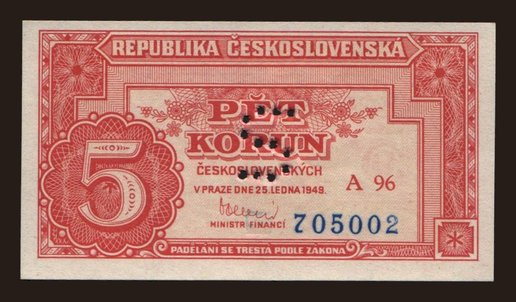 REPUBLIKA ČESKOSLOVENSKÁ
PĚT
KORUN
ČESKOSLOVENSKÝCH
V PRAZE DNE 25. LEDNA 1949.
A 96
5
MINISTR FINANCÍ
705002
PADĚLÁNÍ SE TRESTÁ PODLE ZÁKONA